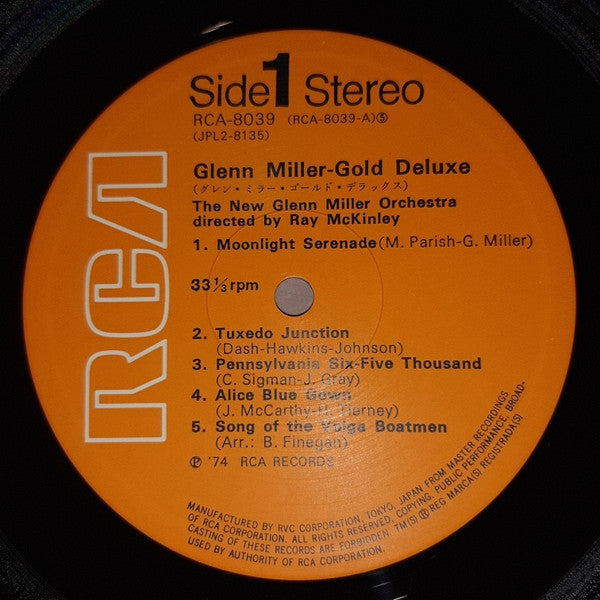 RCA
Side 1 Stereo
RCA-8039 (RCA-8039-A)⑤
(JPL2-8135)
Glenn Miller-Gold Deluxe
(グレン・ミラー・ゴールド・デラックス)
The New Glenn Miller Orchestra
directed by Ray McKinley
1. Moonlight Serenade (M. Parish-G. Miller)
33 1/3 rpm
2. Tuxedo Junction
(Dash-Hawkins-Johnson)
3. Pennsylvania Six-Five Thousand
(C. Sigman-J. Gray)
4. Alice Blue Gown
(J. McCarthy-H. Tierney)
5. Song of the Volga Boatmen
(Arr.: B. Finegan)
℗ '74 RCA RECORDS
MANUFACTURED BY RVC CORPORATION, TOKYO, JAPAN FROM MASTER RECORDINGS
OF RCA CORPORATION. ALL RIGHTS RESERVED, COPYING, PUBLIC PERFORMANCE, BROAD-
CASTING OF THESE RECORDS ARE FORBIDDEN. TM(S) ® REG MARCA(S) REGISTRADA(S)
USED BY AUTHORITY OF RCA CORPORATION.